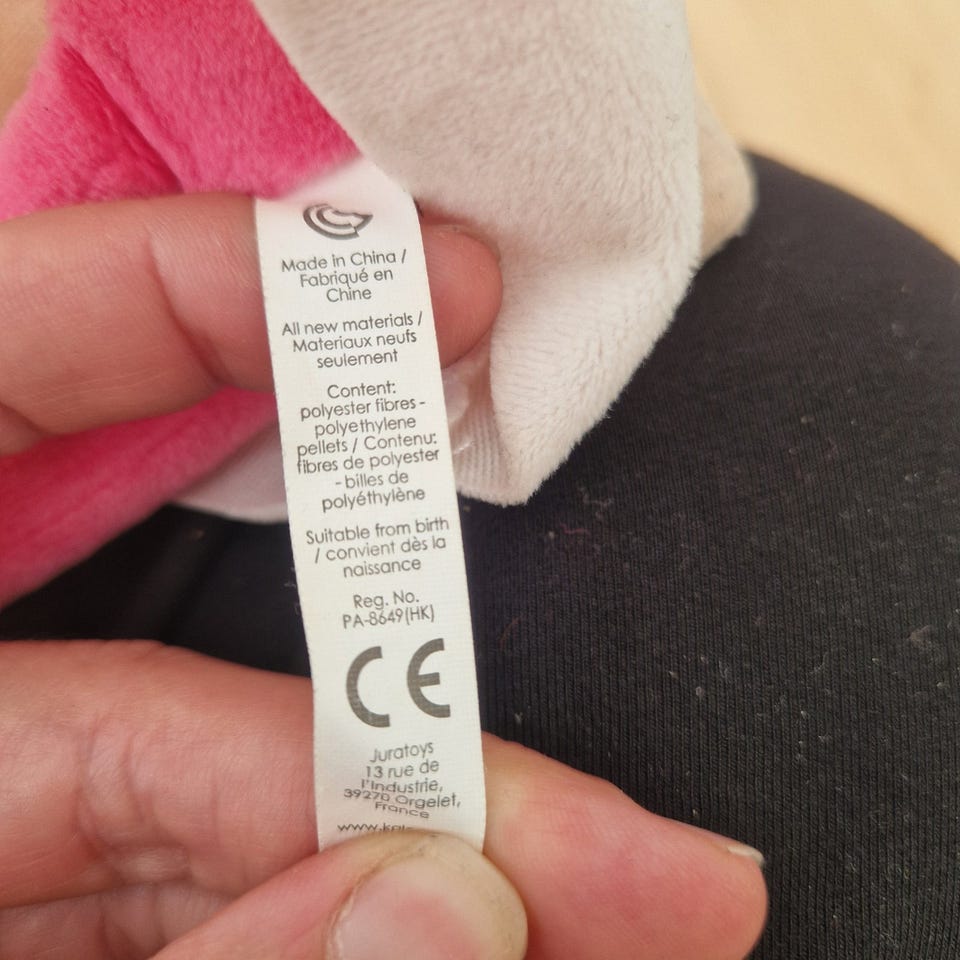 Made in China /
Fabriqué en
Chine
All new materials /
Materiaux neufs
seulement
Content:
polyester fibres -
polyethylene
pellets / Contenu:
fibres de polyester
- billes de
polyéthylène
Suitable from birth
/ convient dès la
naissance
Reg. No.
PA-8649(HK)
CE
Juratoys
13 rue de
l'Industrie,
39270 Orgelet,
France